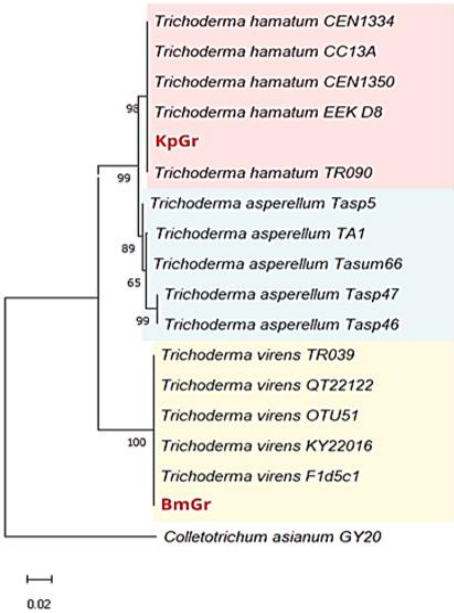 Trichoderma hamatum CEN1334
Trichoderma hamatum CC13A
Trichoderma hamatum CEN1350
98
Trichoderma hamatum EEK D8
KpGr
Trichoderma hamatum TR090
99
Trichoderma asperellum Tasp5
Trichoderma asperellum TA1
89
Trichoderma asperellum Tasum66
65
Trichoderma asperellum Tasp47
99
Trichoderma asperellum Tasp46
Trichoderma virens TR039
Trichoderma virens QT22122
Trichoderma virens OTU51
100
Trichoderma virens KY22016
Trichoderma virens F1d5c1
BmGr
Colletotrichum asianum GY20
0.02